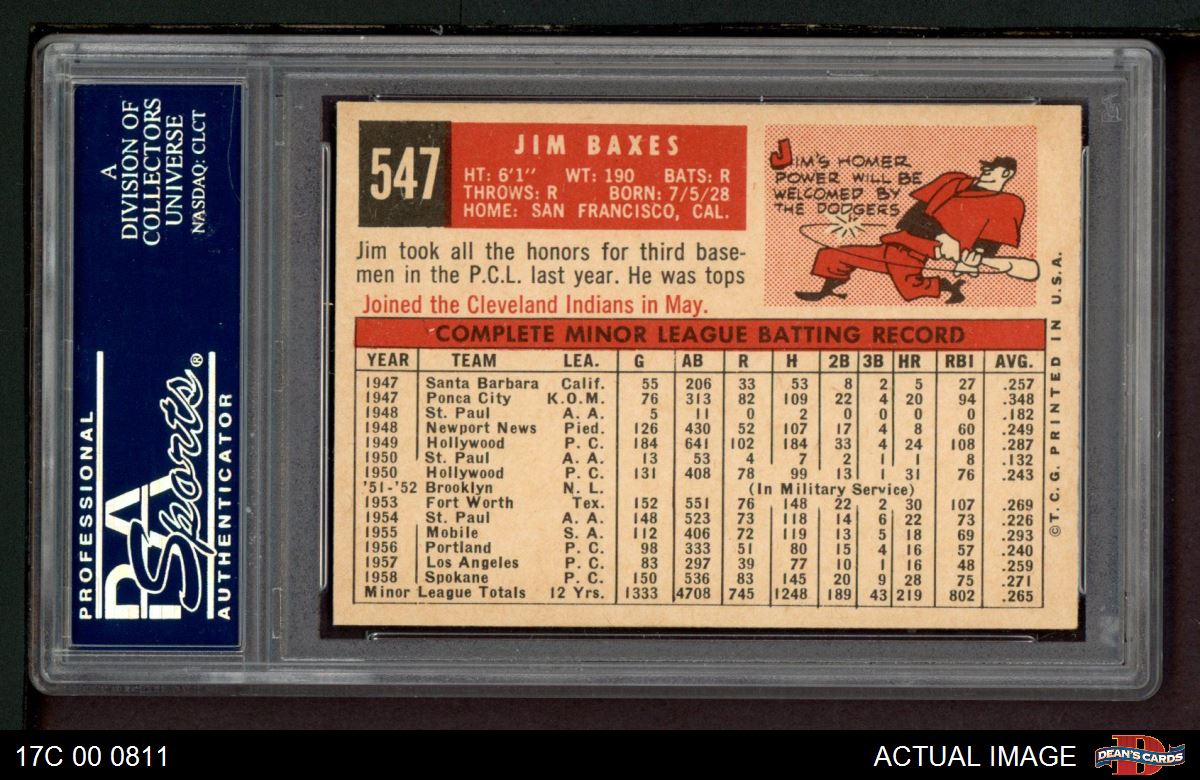 A
DIVISION OF
COLLECTORS
UNIVERSE
NASDAQ: CLCT
PROFESSIONAL
PSA
Sports®
AUTHENTICATOR
547
JIM BAXES
HT: 6'1" WT: 190 BATS: R
THROWS: R BORN: 7/5/28
HOME: SAN FRANCISCO, CAL.
JIM'S HOMER
POWER WILL BE
WELCOMED BY
THE DODGERS
Jim took all the honors for third base-
men in the P.C.L. last year. He was tops
Joined the Cleveland Indians in May.
COMPLETE MINOR LEAGUE BATTING RECORD
YEAR TEAM LEA. G AB R H 2B 3B HR RBI AVG.
1947 Santa Barbara Calif. 55 206 33 53 8 2 5 27 .257
1947 Ponca City K.O.M. 76 313 82 109 22 4 20 94 .348
1948 St. Paul A. A. 5 11 0 2 0 0 0 0 .182
1948 Newport News Pied. 126 430 52 107 17 4 8 60 .249
1949 Hollywood P. C. 184 641 102 184 33 4 24 108 .287
1950 St. Paul A. A. 13 53 4 7 2 1 1 8 .132
1950 Hollywood P. C. 131 408 78 99 13 1 31 76 .243
'51-'52 Brooklyn N. L. (In Military Service)
1953 Fort Worth Tex. 152 551 76 148 22 2 30 107 .269
1954 St. Paul A. A. 148 523 73 118 14 6 22 73 .226
1955 Mobile S. A. 112 406 72 119 13 5 18 69 .293
1956 Portland P. C. 98 333 51 80 15 4 16 57 .240
1957 Los Angeles P. C. 83 297 39 77 10 1 16 48 .259
1958 Spokane P. C. 150 536 83 145 20 9 28 75 .271
Minor League Totals 12 Yrs. 1333 4708 745 1248 189 43 219 802 .265
©T.C.G. PRINTED IN U.S.A.
17C 00 0811
ACTUAL IMAGE
DEAN'S CARDS